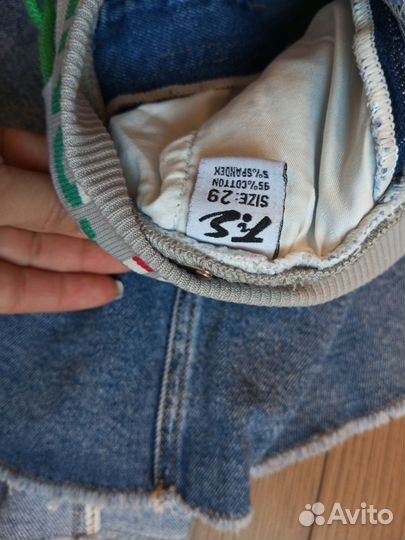 T.S
SIZE:29
95%COTTON
5%SPANDEX
Avito